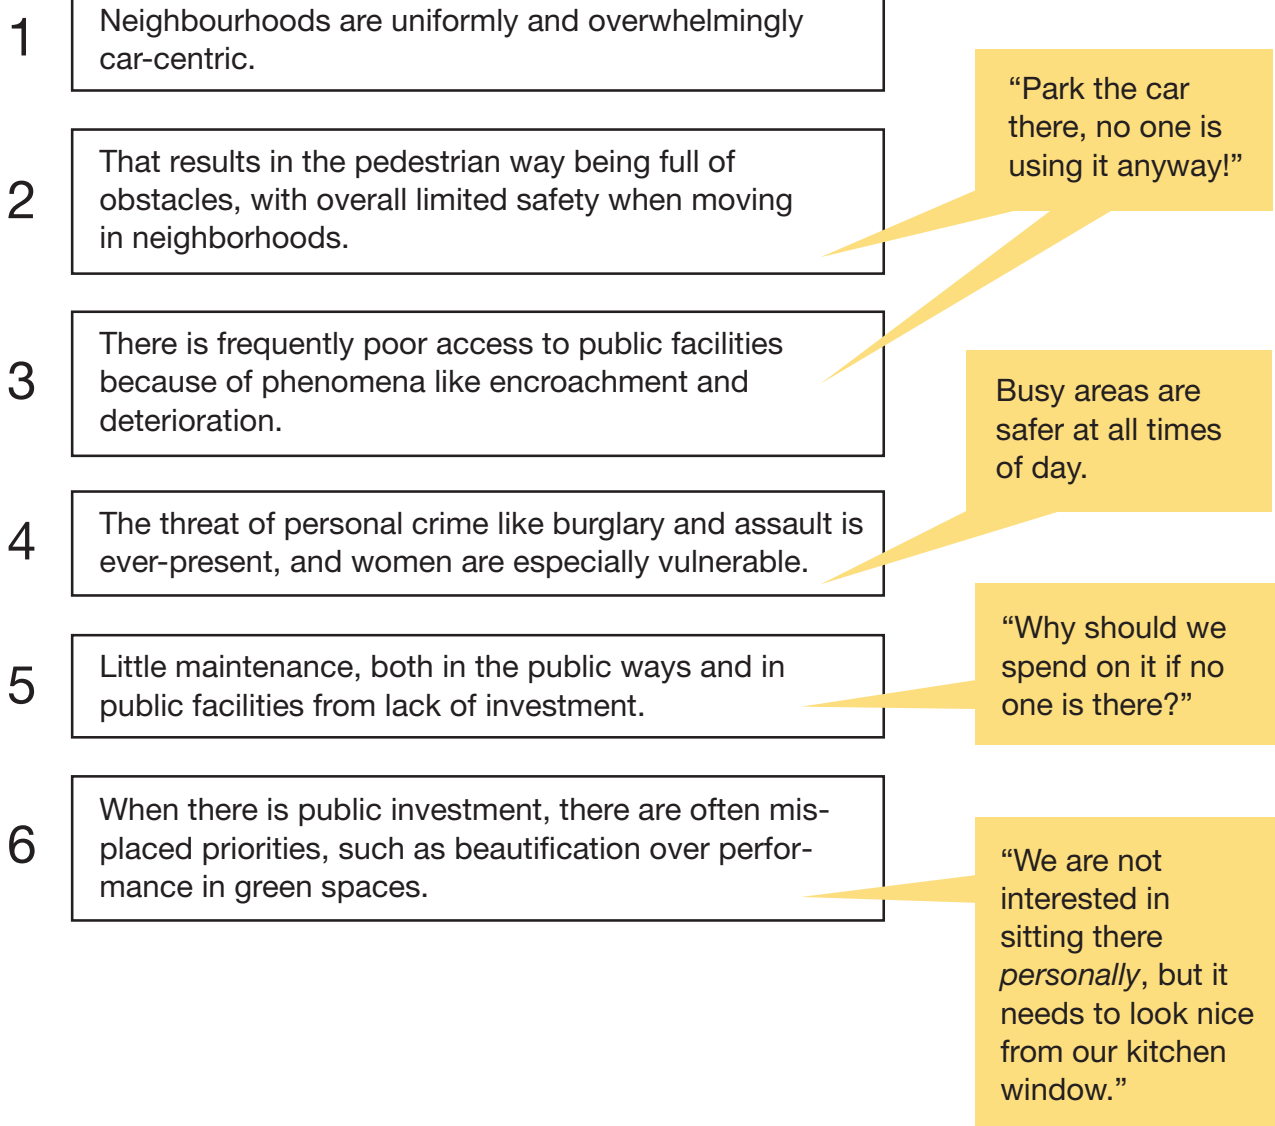 1
Neighbourhoods are uniformly and overwhelmingly
car-centric.
2
That results in the pedestrian way being full of
obstacles, with overall limited safety when moving
in neighborhoods.
“Park the car
there, no one is
using it anyway!”
3
There is frequently poor access to public facilities
because of phenomena like encroachment and
deterioration.
4
The threat of personal crime like burglary and assault is
ever-present, and women are especially vulnerable.
Busy areas are
safer at all times
of day.
5
Little maintenance, both in the public ways and in
public facilities from lack of investment.
“Why should we
spend on it if no
one is there?”
6
When there is public investment, there are often mis-
placed priorities, such as beautification over perfor-
mance in green spaces.
“We are not
interested in
sitting there
personally, but it
needs to look nice
from our kitchen
window.”